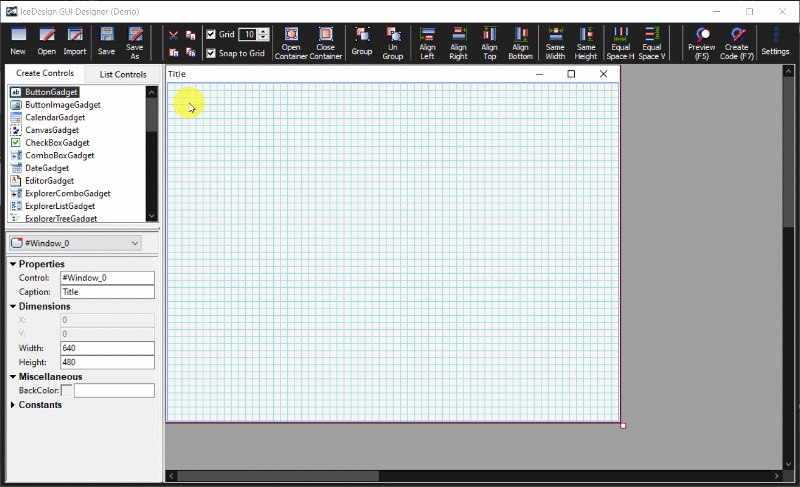 IceDesign GUI Designer (Demo)
New Open Import Save Save As
Grid 10
Snap to Grid
Open Container Close Container Group Un Group Align Left Align Right Align Top Align Bottom Same Width Same Height Equal Space H Equal Space V Preview (F5) Create Code (F7) Settings
Create Controls List Controls
ButtonGadget
ButtonImageGadget
CalendarGadget
CanvasGadget
CheckBoxGadget
ComboBoxGadget
DateGadget
EditorGadget
ExplorerComboGadget
ExplorerListGadget
ExplorerTreeGadget
#Window_0
Properties
Control: #Window_0
Caption: Title
Dimensions
X: 0
Y: 0
Width: 640
Height: 480
Miscellaneous
BackColor:
Constants
Title